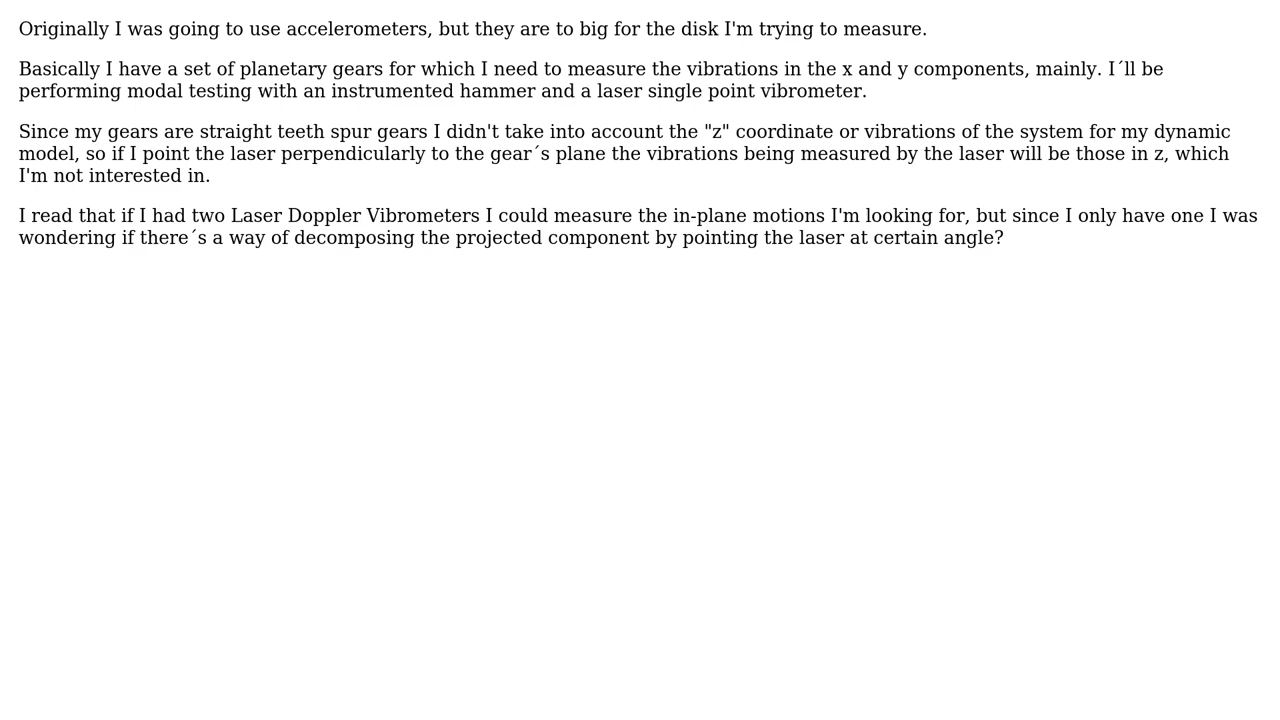 Originally I was going to use accelerometers, but they are to big for the disk I'm trying to measure.
Basically I have a set of planetary gears for which I need to measure the vibrations in the x and y components, mainly. I´ll be
performing modal testing with an instrumented hammer and a laser single point vibrometer.
Since my gears are straight teeth spur gears I didn't take into account the "z" coordinate or vibrations of the system for my dynamic
model, so if I point the laser perpendicularly to the gear´s plane the vibrations being measured by the laser will be those in z, which
I'm not interested in.
I read that if I had two Laser Doppler Vibrometers I could measure the in-plane motions I'm looking for, but since I only have one I was
wondering if there´s a way of decomposing the projected component by pointing the laser at certain angle?